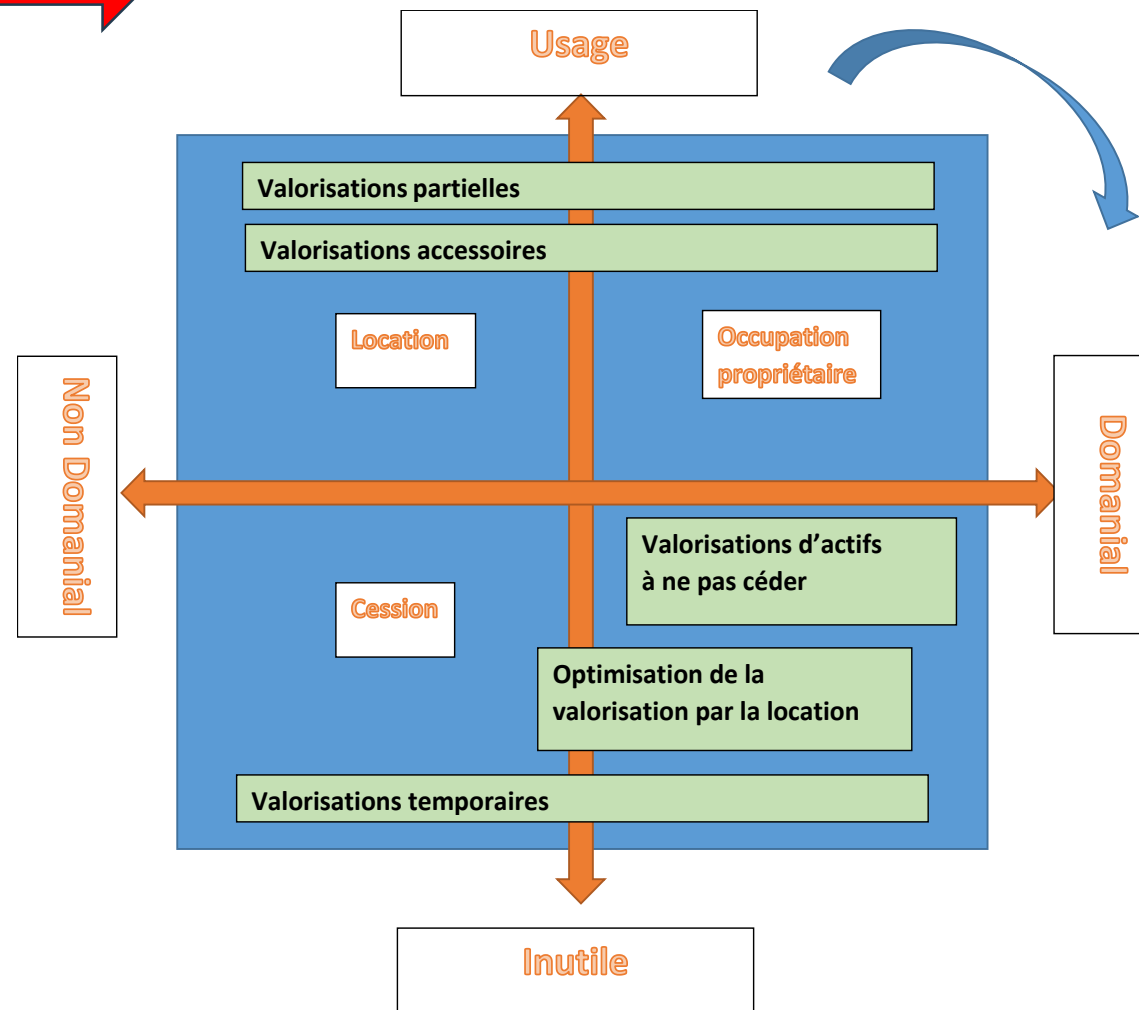 Usage
Valorisations partielles
Valorisations accessoires
Location
Occupation
propriétaire
Non Domanial
Domanial
Valorisations d’actifs
à ne pas céder
Cession
Optimisation de la
valorisation par la location
Valorisations temporaires
Inutile